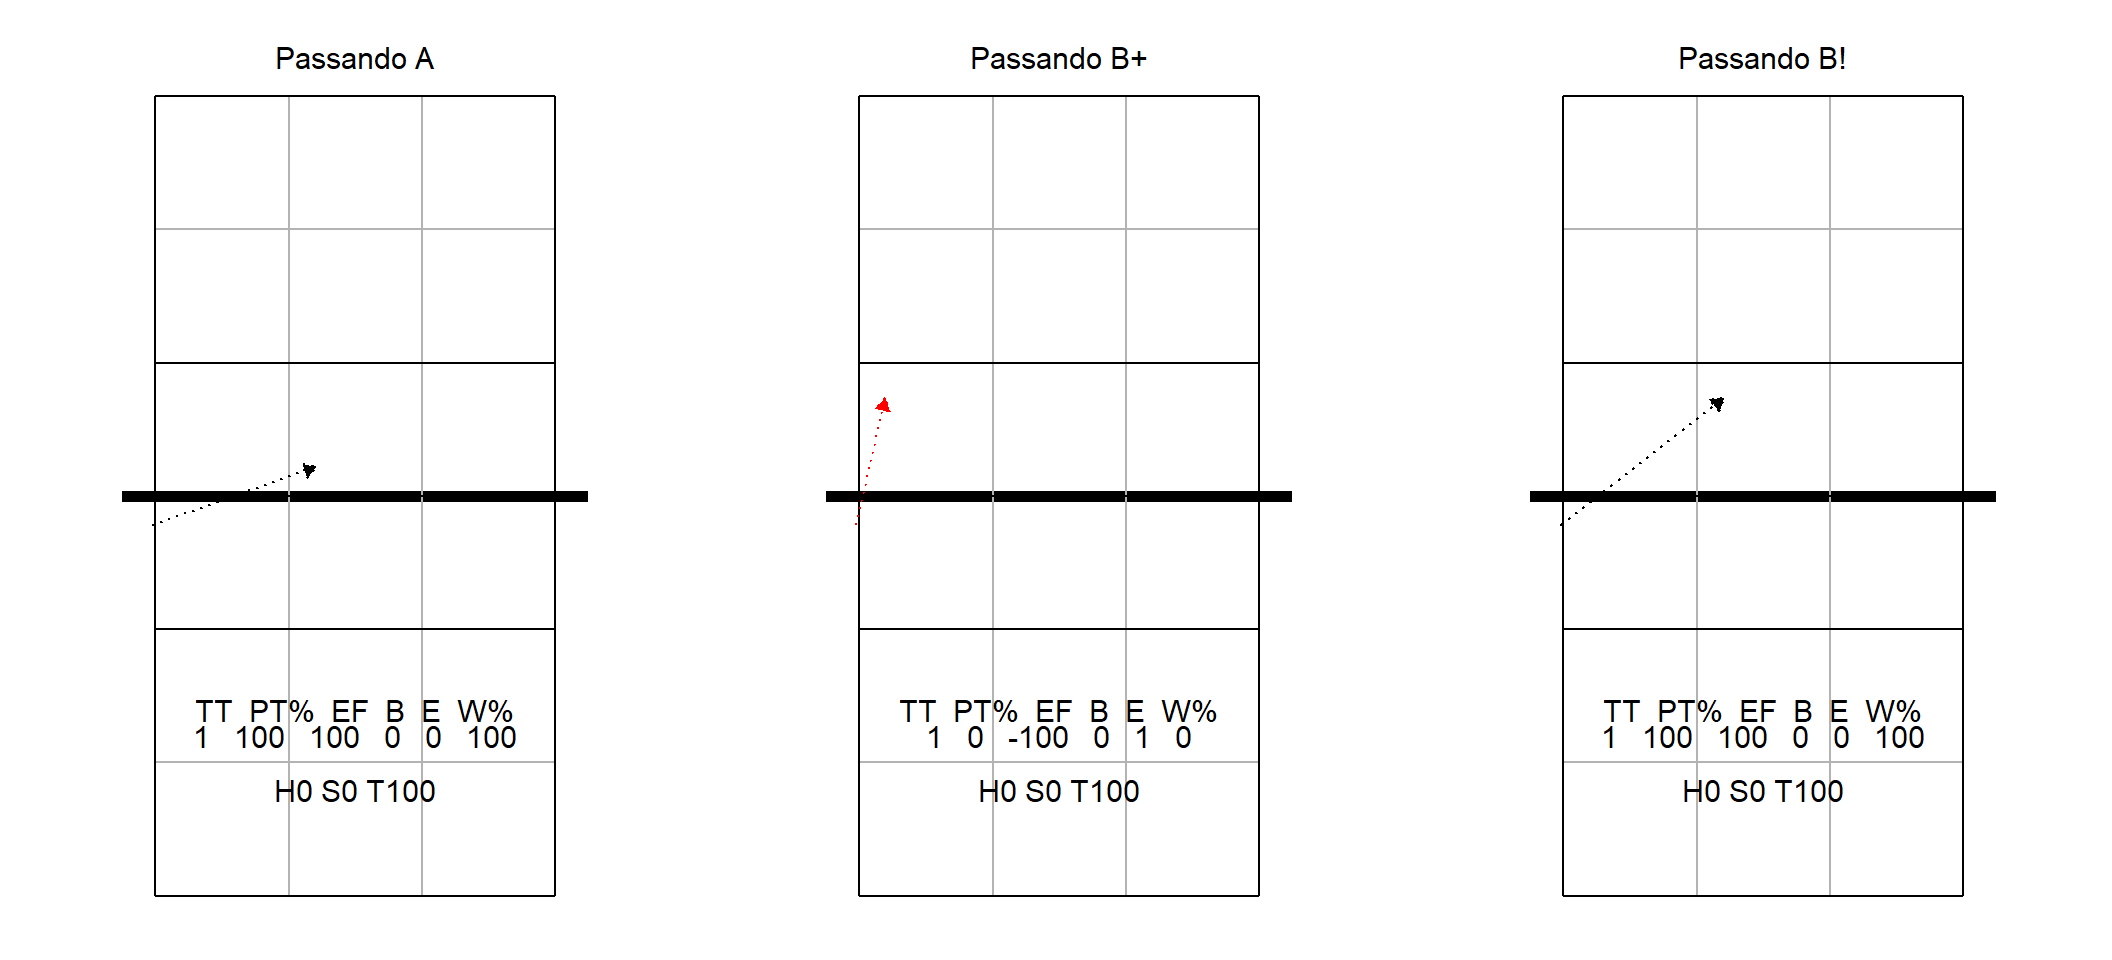 Passando A
TT PT% EF B E W%
1 100 100 0 0 100
H0 S0 T100
Passando B+
TT PT% EF B E W%
1 0 -100 0 1 0
H0 S0 T100
Passando B!
TT PT% EF B E W%
1 100 100 0 0 100
H0 S0 T100